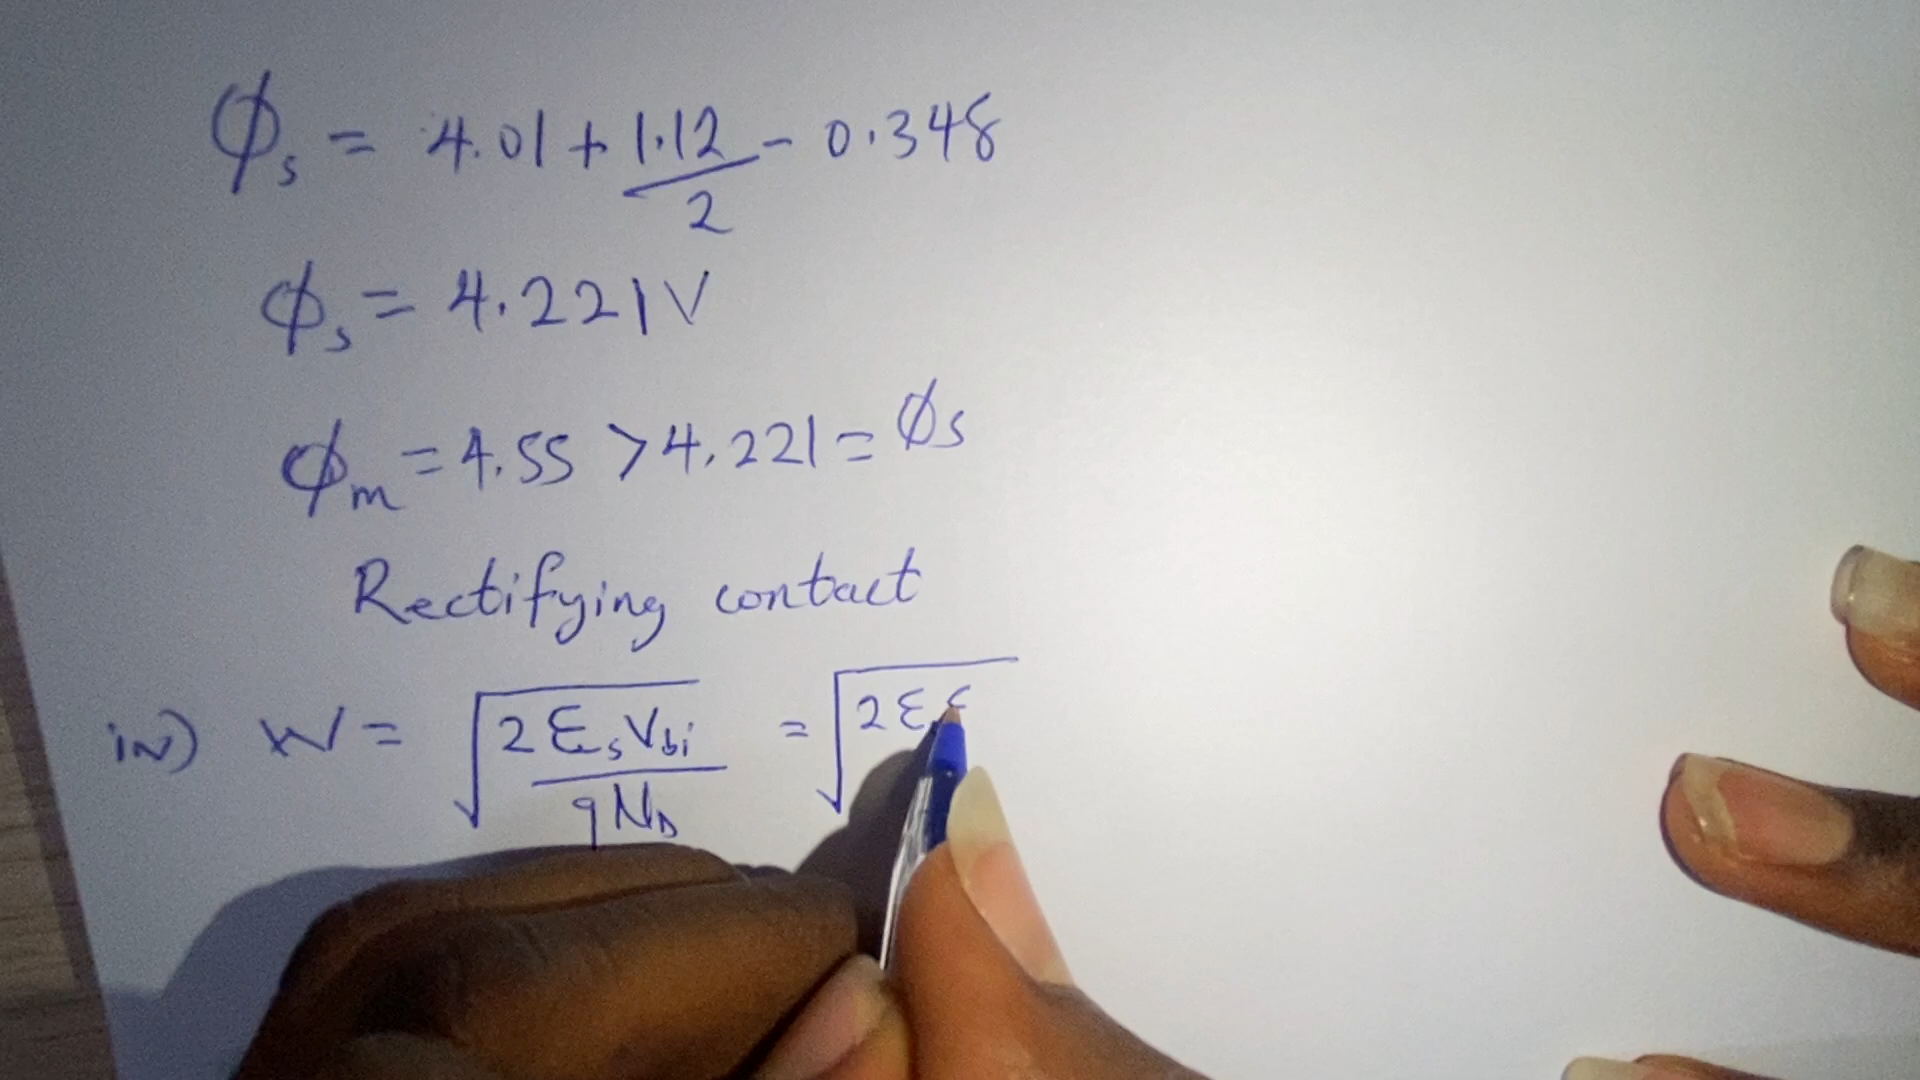 ϕs = 4.01 + 1.12/2 - 0.348
ϕs = 4.221V
ϕm = 4.55 > 4.221 = ϕs
Rectifying contact
iv) W = √(2εsVbi/qND) = √(2εε